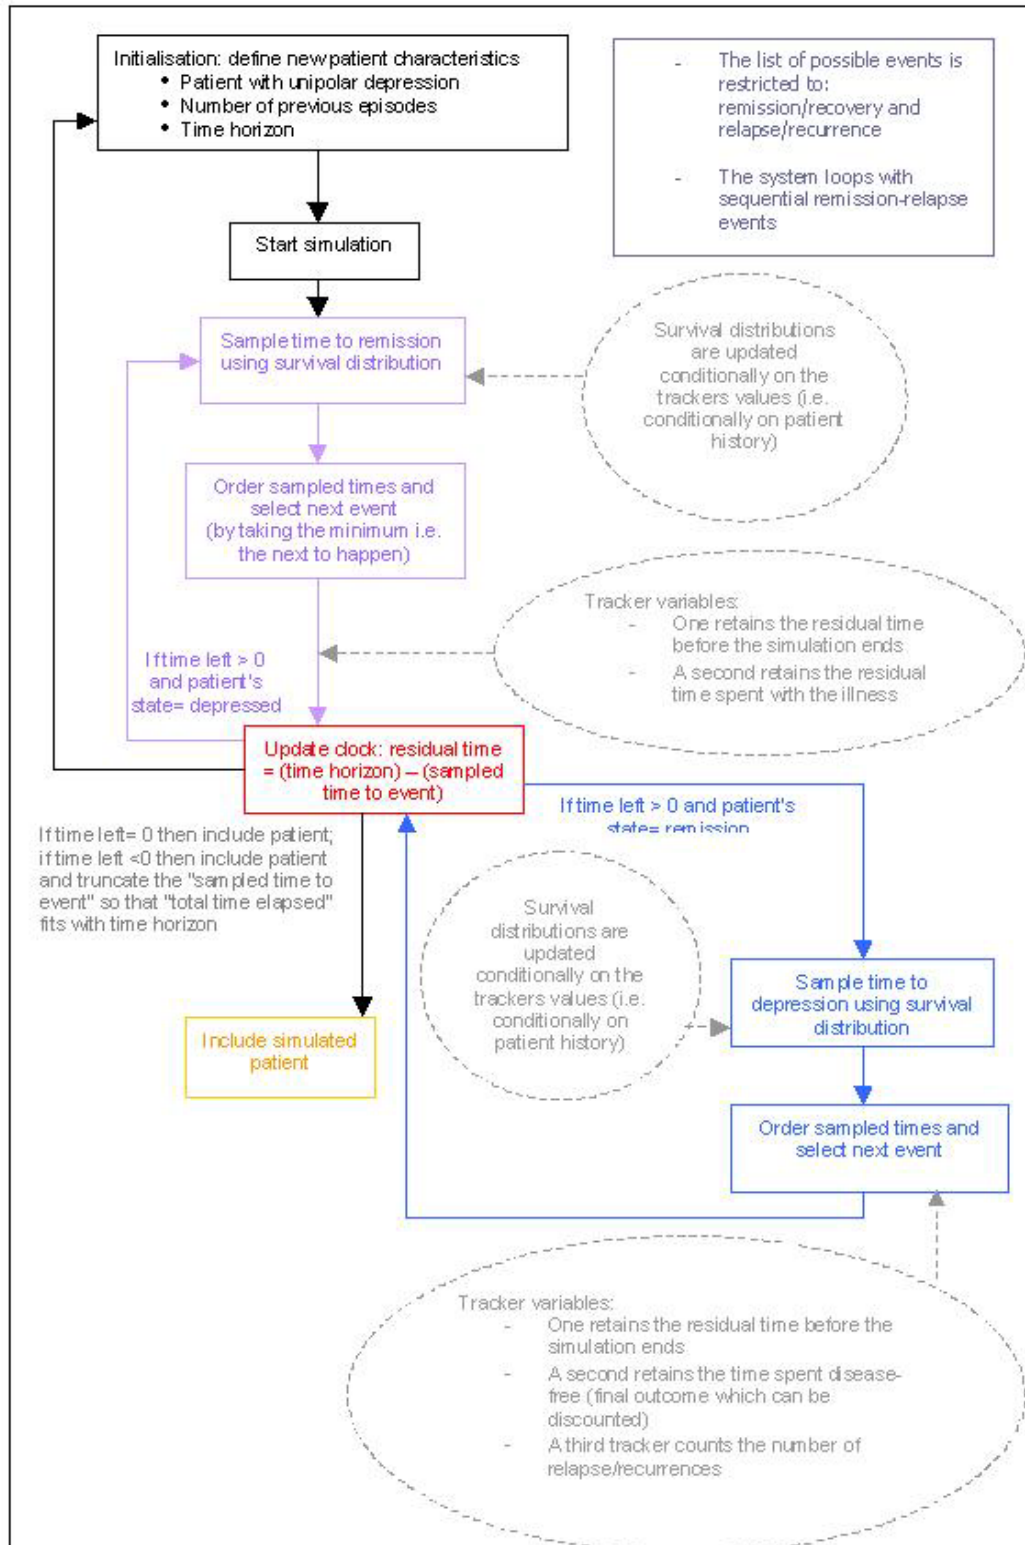 Initialisation: define new patient characteristics
• Patient with unipolar depression
• Number of previous episodes
• Time horizon
- The list of possible events is
restricted to:
remission/recovery and
relapse/recurrence
- The system loops with
sequential remission-relapse
events
Start simulation
Sample time to remission
using survival distribution
Survival distributions
are updated
conditionally on the
trackers values (i.e.
conditionally on patient
history)
Order sampled times and
select next event
(by taking the minimum i.e.
the next to happen)
Tracker variables:
- One retains the residual time
before the simulation ends
- A second retains the residual
time spent with the illness
If time left > 0
and patient's
state= depressed
Update clock: residual time
= (time horizon) – (sampled
time to event)
If time left > 0 and patient's
state= remission
If time left= 0 then include patient;
if time left <0 then include patient
and truncate the "sampled time to
event" so that "total time elapsed"
fits with time horizon
Survival
distributions are
updated
conditionally on the
trackers values (i.e.
conditionally on
patient history)
Sample time to
depression using survival
distribution
Include simulated
patient
Order sampled times and
select next event
Tracker variables:
- One retains the residual time before the
simulation ends
- A second retains the time spent disease-
free (final outcome which can be
discounted)
- A third tracker counts the number of
relapse/recurrences